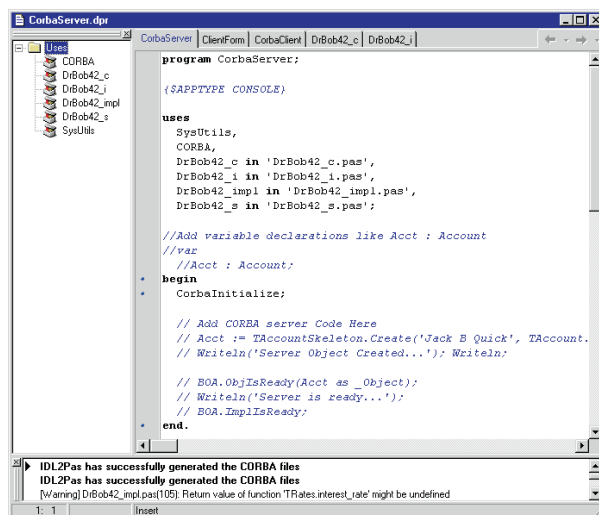 CorbaServer.dpr
Uses
CORBA
DrBob42_c
DrBob42_i
DrBob42_impl
DrBob42_s
SysUtils
CorbaServer ClientForm CorbaClient DrBob42_c DrBob42_i
program CorbaServer;
{$APPTYPE CONSOLE}
uses
SysUtils,
CORBA,
DrBob42_c in 'DrBob42_c.pas',
DrBob42_i in 'DrBob42_i.pas',
DrBob42_impl in 'DrBob42_impl.pas',
DrBob42_s in 'DrBob42_s.pas';
//Add variable declarations like Acct : Account
//var
//Acct : Account;
begin
CorbaInitialize;
// Add CORBA server Code Here
// Acct := TAccountSkeleton.Create('Jack B Quick', TAccount.
// Writeln('Server Object Created...'); Writeln;
// BOA.ObjIsReady(Acct as _Object);
// Writeln('Server is ready...');
// BOA.ImplIsReady;
end.
IDL2Pas has successfully generated the CORBA files
IDL2Pas has successfully generated the CORBA files
[Warning] DrBob42_impl.pas(105): Return value of function 'TRates.interest_rate' might be undefined
1: 1 Insert